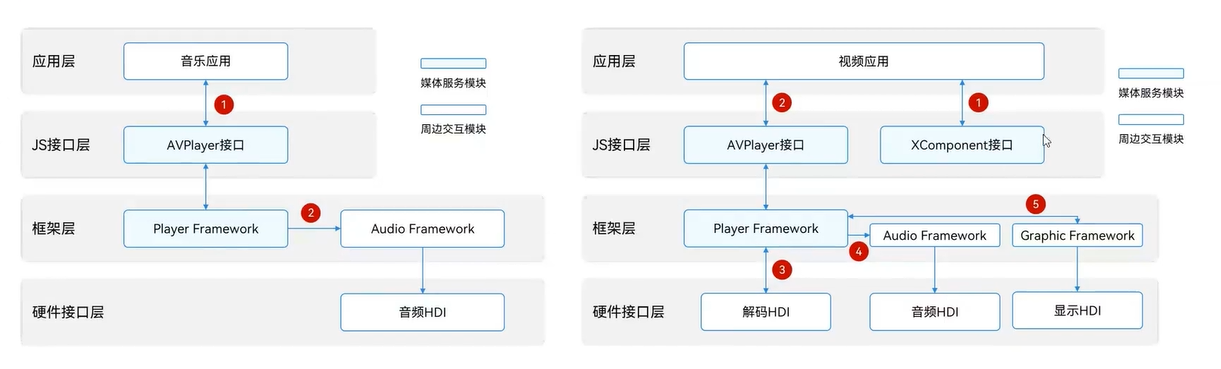 应用层
音乐应用
1
媒体服务模块
周边交互模块
JS接口层
AVPlayer接口
框架层
Player Framework
2
Audio Framework
硬件接口层
音频HDI
应用层
视频应用
2
1
媒体服务模块
周边交互模块
JS接口层
AVPlayer接口
XComponent接口
框架层
Player Framework
5
4
Audio Framework
Graphic Framework
3
硬件接口层
解码HDI
音频HDI
显示HDI